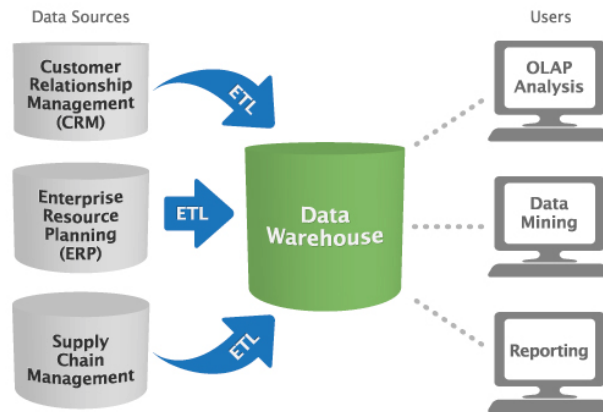 Data Sources
Users
Customer
Relationship
Management
(CRM)
ETL
OLAP
Analysis
Enterprise
Resource
Planning
(ERP)
ETL
Data
Warehouse
Data
Mining
Supply
Chain
Management
ETL
Reporting